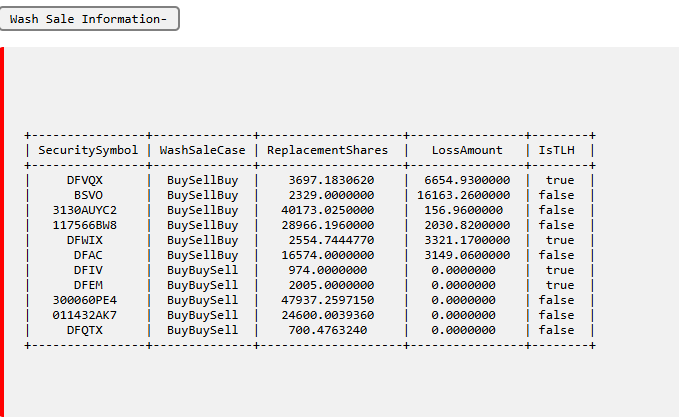 Wash Sale Information-
+----------------+--------------+--------------------+----------------+--------+
| SecuritySymbol | WashSaleCase | ReplacementShares  |   LossAmount   | IsTLH  |
+----------------+--------------+--------------------+----------------+--------+
| DFVQX | BuySellBuy | 3697.1830620 | 6654.9300000 | true |
| BSVO | BuySellBuy | 2329.0000000 | 16163.2600000 | false |
| 3130AUYC2 | BuySellBuy | 40173.0250000 | 156.9600000 | false |
| 117566BW8 | BuySellBuy | 28966.1960000 | 2030.8200000 | false |
| DFWIX | BuySellBuy | 2554.7444770 | 3321.1700000 | true |
| DFAC | BuySellBuy | 16574.0000000 | 3149.0600000 | false |
| DFIV | BuyBuySell | 974.0000000 | 0.0000000 | true |
| DFEM | BuyBuySell | 2005.0000000 | 0.0000000 | true |
| 300060PE4 | BuyBuySell | 47937.2597150 | 0.0000000 | false |
| 011432AK7 | BuyBuySell | 24600.0039360 | 0.0000000 | false |
| DFQTX | BuyBuySell | 700.4763240 | 0.0000000 | false |
+----------------+--------------+--------------------+----------------+--------+